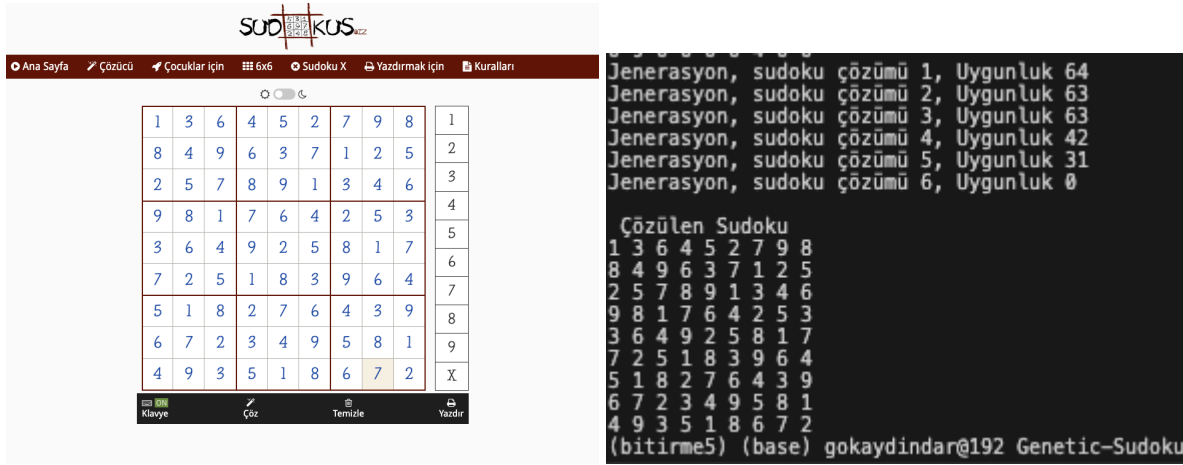 SUD KUS.BIZ
Ana Sayfa Çözücü Çocuklar için 6x6 Sudoku X Yazdırmak için Kuralları
1 3 6 4 5 2 7 9 8
8 4 9 6 3 7 1 2 5
2 5 7 8 9 1 3 4 6
9 8 1 7 6 4 2 5 3
3 6 4 9 2 5 8 1 7
7 2 5 1 8 3 9 6 4
5 1 8 2 7 6 4 3 9
6 7 2 3 4 9 5 8 1
4 9 3 5 1 8 6 7 2
1
2
3
4
5
6
7
8
9
X
ON
Klavye Çöz Temizle Yazdır
Jenerasyon, sudoku çözümü 1, Uygunluk 64
Jenerasyon, sudoku çözümü 2, Uygunluk 63
Jenerasyon, sudoku çözümü 3, Uygunluk 63
Jenerasyon, sudoku çözümü 4, Uygunluk 42
Jenerasyon, sudoku çözümü 5, Uygunluk 31
Jenerasyon, sudoku çözümü 6, Uygunluk 0
Çözülen Sudoku
1 3 6 4 5 2 7 9 8
8 4 9 6 3 7 1 2 5
2 5 7 8 9 1 3 4 6
9 8 1 7 6 4 2 5 3
3 6 4 9 2 5 8 1 7
7 2 5 1 8 3 9 6 4
5 1 8 2 7 6 4 3 9
6 7 2 3 4 9 5 8 1
4 9 3 5 1 8 6 7 2
(bitirme5) (base) gokaydindar@192 Genetic-Sudoku